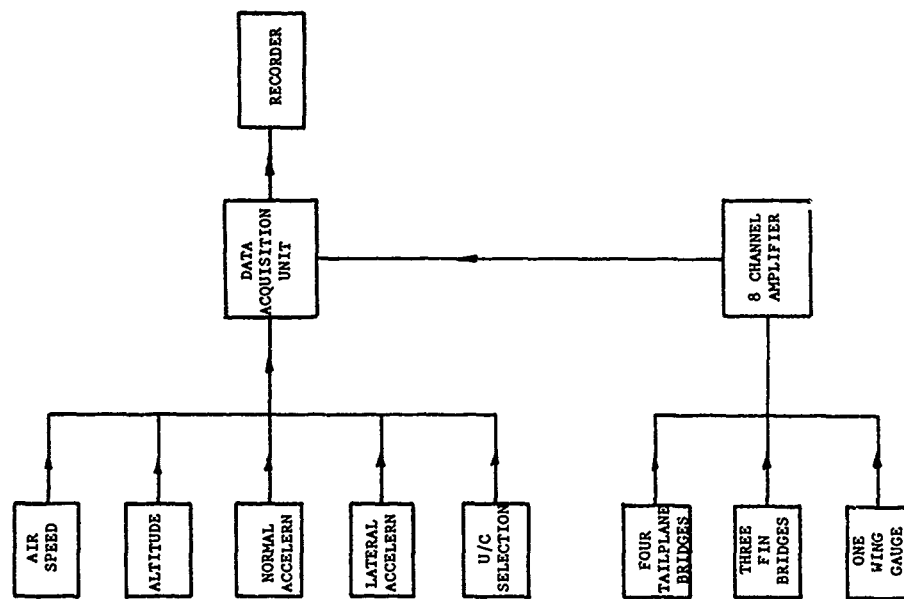 AIR
SPEED
ALTITUDE
NORMAL
ACCELERN
LATERAL
ACCELERN
U/C
SELECTION
FOUR
TAILPLANE
BRIDGES
THREE
FIN
BRIDGES
ONE
WING
GAUGE
DATA
ACQUISITION
UNIT
8 CHANNEL
AMPLIFIER
RECORDER